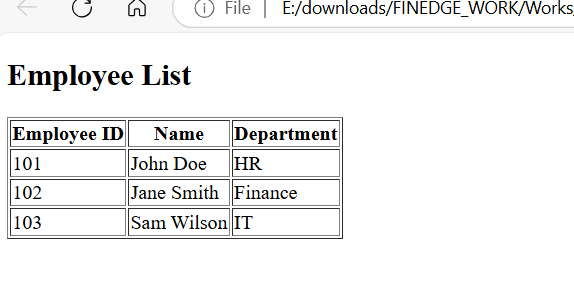 File | E:/downloads/FINEDGE_WORK/Works
Employee List
Employee ID Name Department
101 John Doe HR
102 Jane Smith Finance
103 Sam Wilson IT